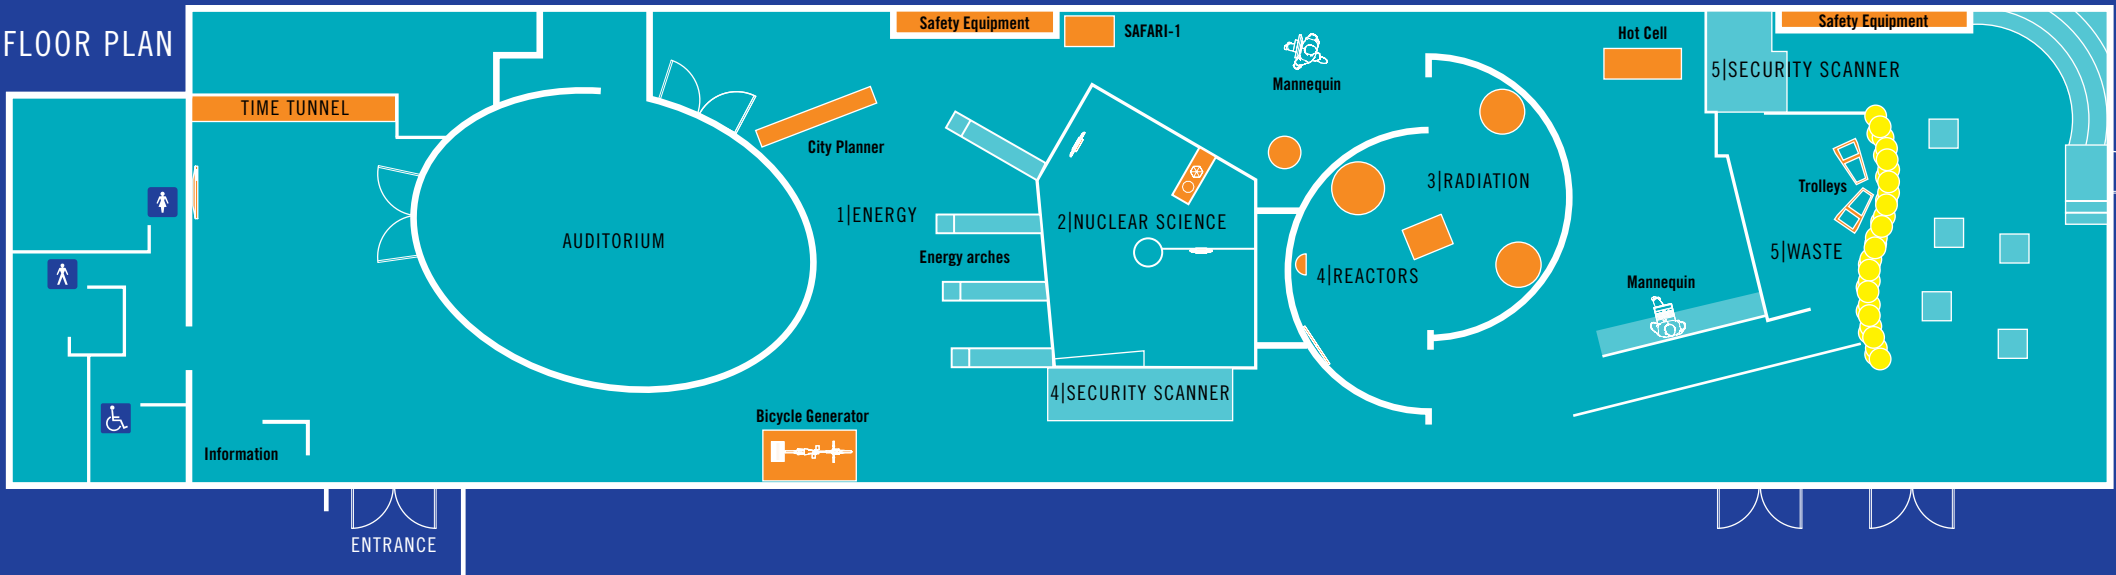 FLOOR PLAN
Safety Equipment
SAFARI-1
Safety Equipment
Hot Cell
5|SECURITY SCANNER
Mannequin
TIME TUNNEL
City Planner
3|RADIATION
Trolleys
1|ENERGY
2|NUCLEAR SCIENCE
AUDITORIUM
Energy arches
5|WASTE
4|REACTORS
Mannequin
4|SECURITY SCANNER
Bicycle Generator
Information
ENTRANCE